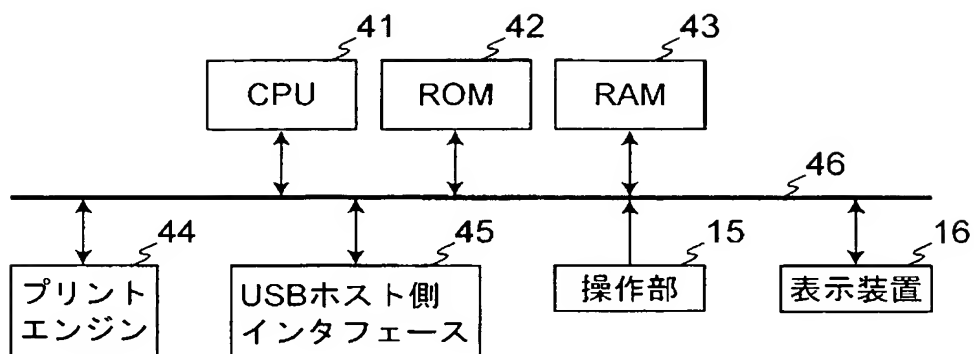 41
42
43
CPU
ROM
RAM
46
44
45
15
16
プリント
エンジン
USBホスト側
インタフェース
操作部
表示装置